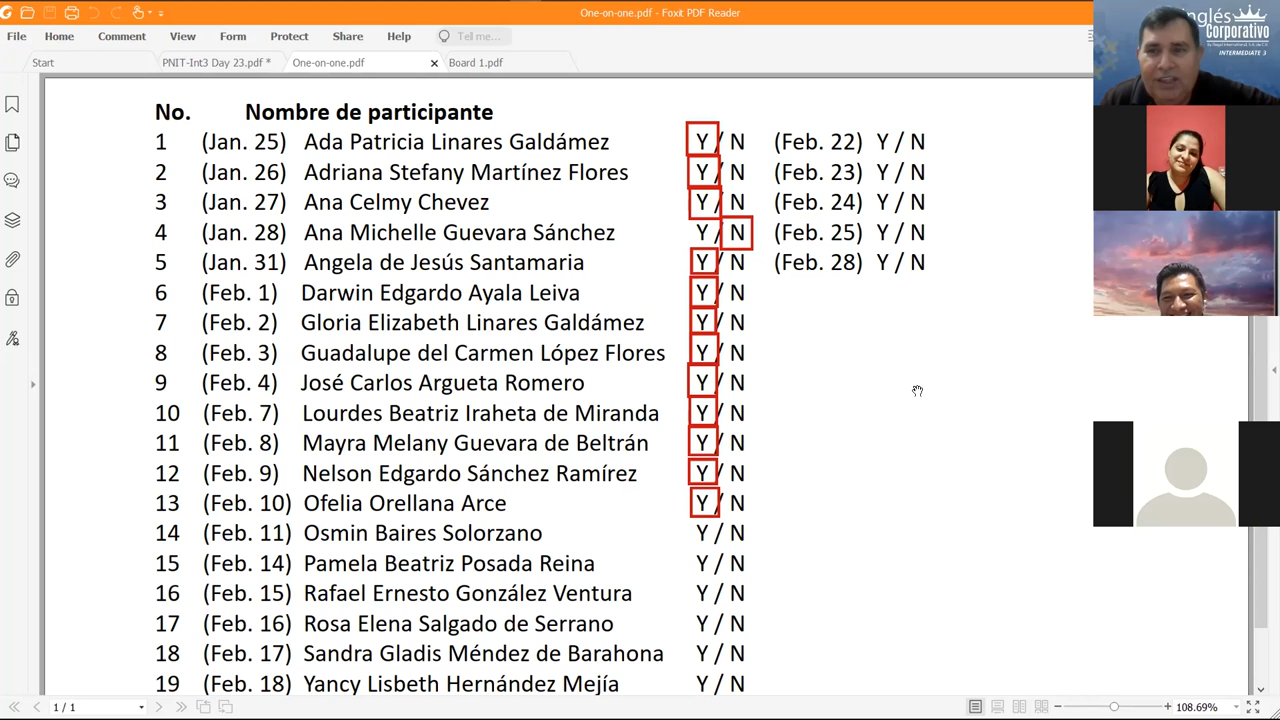 One-on-one.pdf - Foxit PDF Reader
File Home Comment View Form Protect Share Help Tell me...
Start PNIT-Int3 Day 23.pdf * One-on-one.pdf Board 1.pdf
inglés
Corporativo
INTERMEDIATE 3
No. Nombre de participante
1 (Jan. 25) Ada Patricia Linares Galdámez Y / N (Feb. 22) Y / N
2 (Jan. 26) Adriana Stefany Martínez Flores Y / N (Feb. 23) Y / N
3 (Jan. 27) Ana Celmy Chevez Y / N (Feb. 24) Y / N
4 (Jan. 28) Ana Michelle Guevara Sánchez Y / N (Feb. 25) Y / N
5 (Jan. 31) Angela de Jesús Santamaria Y / N (Feb. 28) Y / N
6 (Feb. 1) Darwin Edgardo Ayala Leiva Y / N
7 (Feb. 2) Gloria Elizabeth Linares Galdámez Y / N
8 (Feb. 3) Guadalupe del Carmen López Flores Y / N
9 (Feb. 4) José Carlos Argueta Romero Y / N
10 (Feb. 7) Lourdes Beatriz Iraheta de Miranda Y / N
11 (Feb. 8) Mayra Melany Guevara de Beltrán Y / N
12 (Feb. 9) Nelson Edgardo Sánchez Ramírez Y / N
13 (Feb. 10) Ofelia Orellana Arce Y / N
14 (Feb. 11) Osmin Baires Solorzano Y / N
15 (Feb. 14) Pamela Beatriz Posada Reina Y / N
16 (Feb. 15) Rafael Ernesto González Ventura Y / N
17 (Feb. 16) Rosa Elena Salgado de Serrano Y / N
18 (Feb. 17) Sandra Gladis Méndez de Barahona Y / N
19 (Feb. 18) Yancy Lisbeth Hernández Mejía Y / N
1 / 1 108.69%